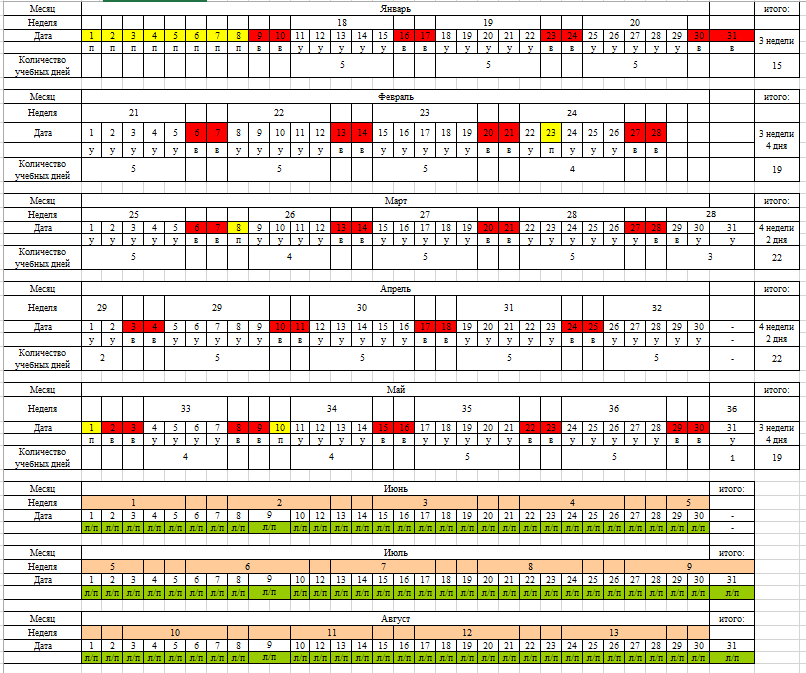 Месяц Январь итого:
Неделя 18 19 20
Дата 1 2 3 4 5 6 7 8 9 10 11 12 13 14 15 16 17 18 19 20 21 22 23 24 25 26 27 28 29 30 31 3 недели
п п п п п п п п в в у у у у у в в у у у у у в в у у у у у в в
Количество учебных дней 5 5 5 15
Месяц Февраль итого:
Неделя 21 22 23 24
Дата 1 2 3 4 5 6 7 8 9 10 11 12 13 14 15 16 17 18 19 20 21 22 23 24 25 26 27 28 3 недели 4 дня
у у у у у в в у у у у у в в у у у у у в в у п у у у в в
Количество учебных дней 5 5 5 4 19
Месяц Март итого:
Неделя 25 26 27 28 28
Дата 1 2 3 4 5 6 7 8 9 10 11 12 13 14 15 16 17 18 19 20 21 22 23 24 25 26 27 28 29 30 31 4 недели 2 дня
у у у у у в в п у у у у в в у у у у у в в у у у у у в в у у у
Количество учебных дней 5 4 5 5 3 22
Месяц Апрель итого:
Неделя 29 29 30 31 32
Дата 1 2 3 4 5 6 7 8 9 10 11 12 13 14 15 16 17 18 19 20 21 22 23 24 25 26 27 28 29 30 - 4 недели 2 дня
у у в в у у у у у в в у у у у у в в у у у у у в в у у у у у -
Количество учебных дней 2 5 5 5 5 - 22
Месяц Май итого:
Неделя 33 34 35 36 36
Дата 1 2 3 4 5 6 7 8 9 10 11 12 13 14 15 16 17 18 19 20 21 22 23 24 25 26 27 28 29 30 31 3 недели 4 дня
п в в у у у у в в п у у у у в в у у у у у в в у у у у у в в у
Количество учебных дней 4 4 5 5 1 19
Месяц Июнь итого:
Неделя 1 2 3 4 5
Дата 1 2 3 4 5 6 7 8 9 10 12 13 14 15 16 17 18 19 20 21 22 23 24 25 26 27 28 29 30 -
л/п л/п л/п л/п л/п л/п л/п л/п л/п л/п л/п л/п л/п л/п л/п л/п л/п л/п л/п л/п л/п л/п л/п л/п л/п л/п л/п л/п л/п -
Месяц Июль итого:
Неделя 5 6 7 8 9
Дата 1 2 3 4 5 6 7 8 9 10 12 13 14 15 16 17 18 19 20 21 22 23 24 25 26 27 28 29 30 31
л/п л/п л/п л/п л/п л/п л/п л/п л/п л/п л/п л/п л/п л/п л/п л/п л/п л/п л/п л/п л/п л/п л/п л/п л/п л/п л/п л/п л/п л/п
Месяц Август итого:
Неделя 10 11 12 13
Дата 1 2 3 4 5 6 7 8 9 10 12 13 14 15 16 17 18 19 20 21 22 23 24 25 26 27 28 29 30 31
л/п л/п л/п л/п л/п л/п л/п л/п л/п л/п л/п л/п л/п л/п л/п л/п л/п л/п л/п л/п л/п л/п л/п л/п л/п л/п л/п л/п л/п л/п